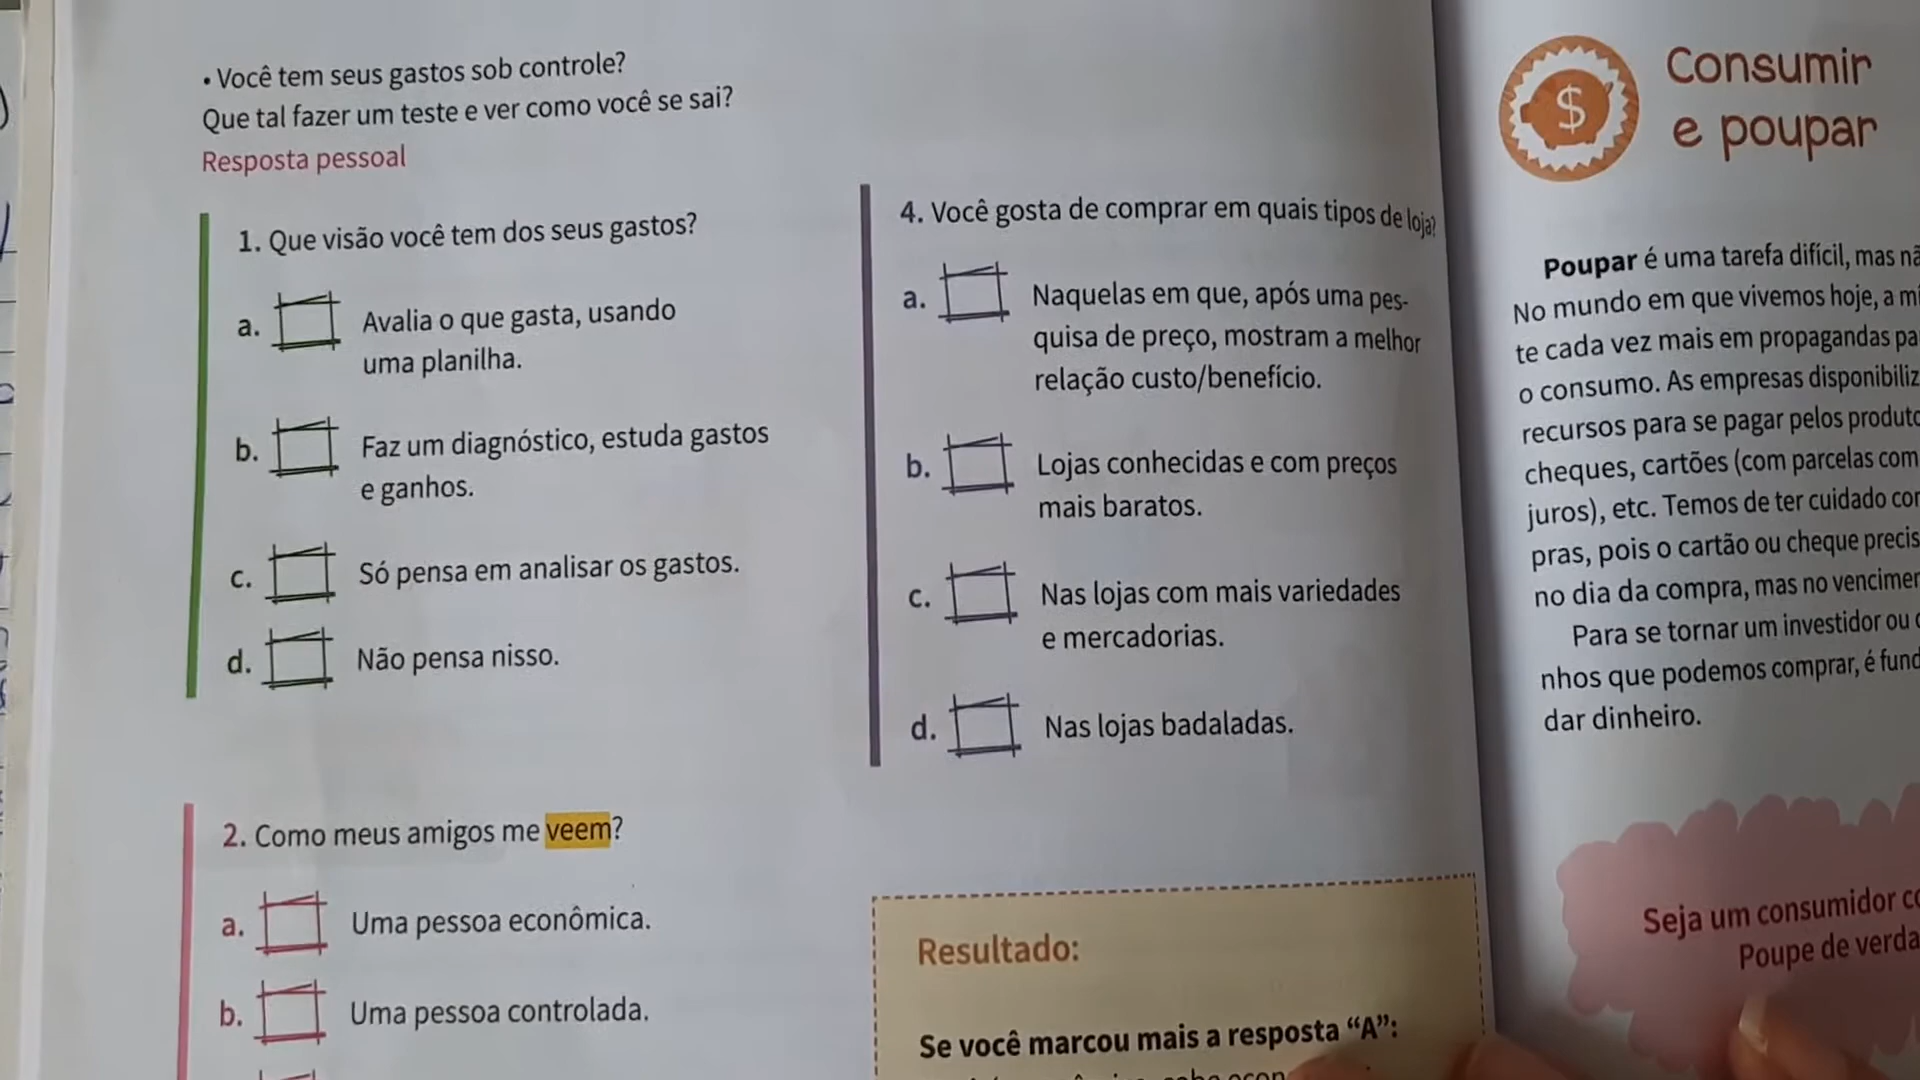 • Você tem seus gastos sob controle?
Que tal fazer um teste e ver como você se sai?
Resposta pessoal
1. Que visão você tem dos seus gastos?
a. Avalia o que gasta, usando
uma planilha.
b. Faz um diagnóstico, estuda gastos
e ganhos.
c. Só pensa em analisar os gastos.
d. Não pensa nisso.
2. Como meus amigos me veem?
a. Uma pessoa econômica.
b. Uma pessoa controlada.
4. Você gosta de comprar em quais tipos de loja?
a. Naquelas em que, após uma pes-
quisa de preço, mostram a melhor
relação custo/benefício.
b. Lojas conhecidas e com preços
mais baratos.
c. Nas lojas com mais variedades
e mercadorias.
d. Nas lojas badaladas.
Resultado:
Se você marcou mais a resposta “A”:
Consumir
e poupar
Poupar é uma tarefa difícil, mas
No mundo em que vivemos hoje, a
te cada vez mais em propagandas
o consumo. As empresas
recursos para se pagar pelos
cheques, cartões (com parcelas
juros), etc. Temos de ter cuidado
pras, pois o cartão ou cheque
no dia da compra, mas no
Para se tornar um investidor ou
nhos que podemos comprar, é
dar dinheiro.
Seja um consumidor
Poupe de